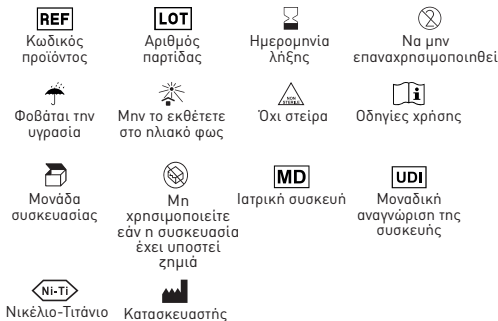 REF
LOT
Κωδικός
προϊόντος
Αριθμός
παρτίδας
Ημερομηνία
λήξης
2
Να μην
επαναχρησιμοποιηθεί
Φοβάται την
υγρασία
Μην το εκθέτετε
στο ηλιακό φως
NON
STERILE
Όχι στείρα
i
Οδηγίες χρήσης
Μονάδα
συσκευασίας
Μη
χρησιμοποιείτε
εάν η συσκευασία
έχει υποστεί
ζημιά
MD
Ιατρική συσκευή
UDI
Μοναδική
αναγνώριση της
συσκευής
Ni-Ti
Νικέλιο-Τιτάνιο
Κατασκευαστής